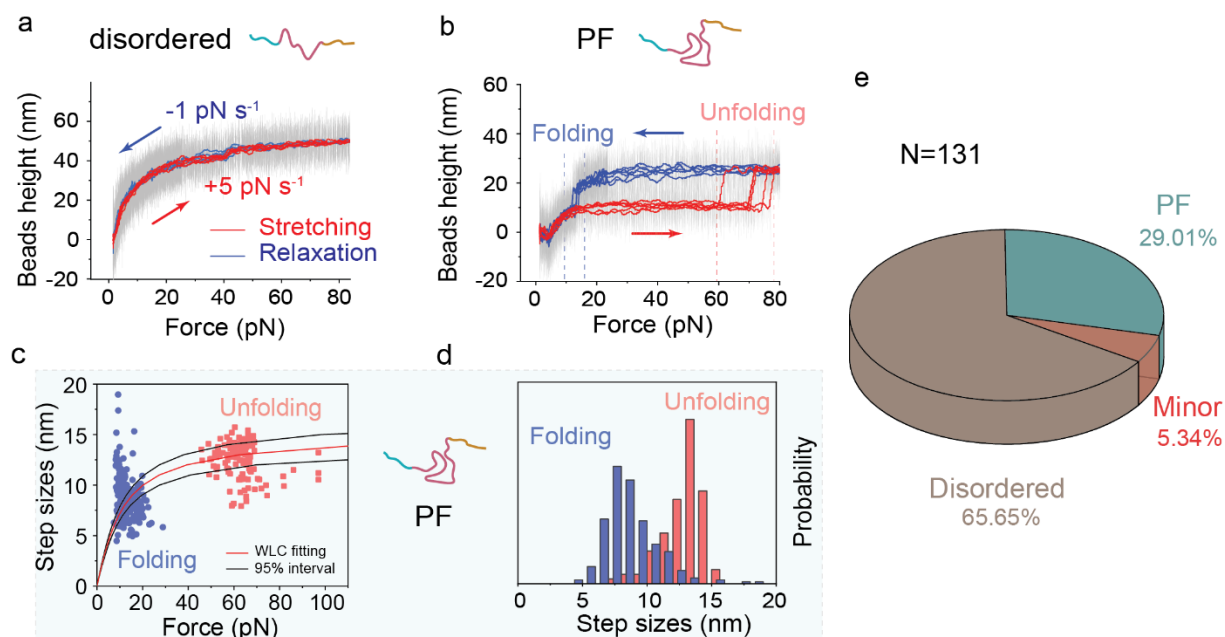 a
disordered
60
40
20
0
-20
Beads height (nm)
-1 pN s⁻¹
+5 pN s⁻¹
Stretching
Relaxation
0 20 40 60 80
Force (pN)
b
PF
60
40
20
0
-20
Beads height (nm)
Folding
Unfolding
0 20 40 60 80
Force (pN)
c
20
15
10
5
0
Step sizes (nm)
Unfolding
Folding
WLC fitting
95% interval
0 20 40 60 80 100
Force (pN)
PF
d
Unfolding
Folding
Probability
0 5 10 15 20
Step sizes (nm)
e
N=131
PF
29.01%
Minor
5.34%
Disordered
65.65%